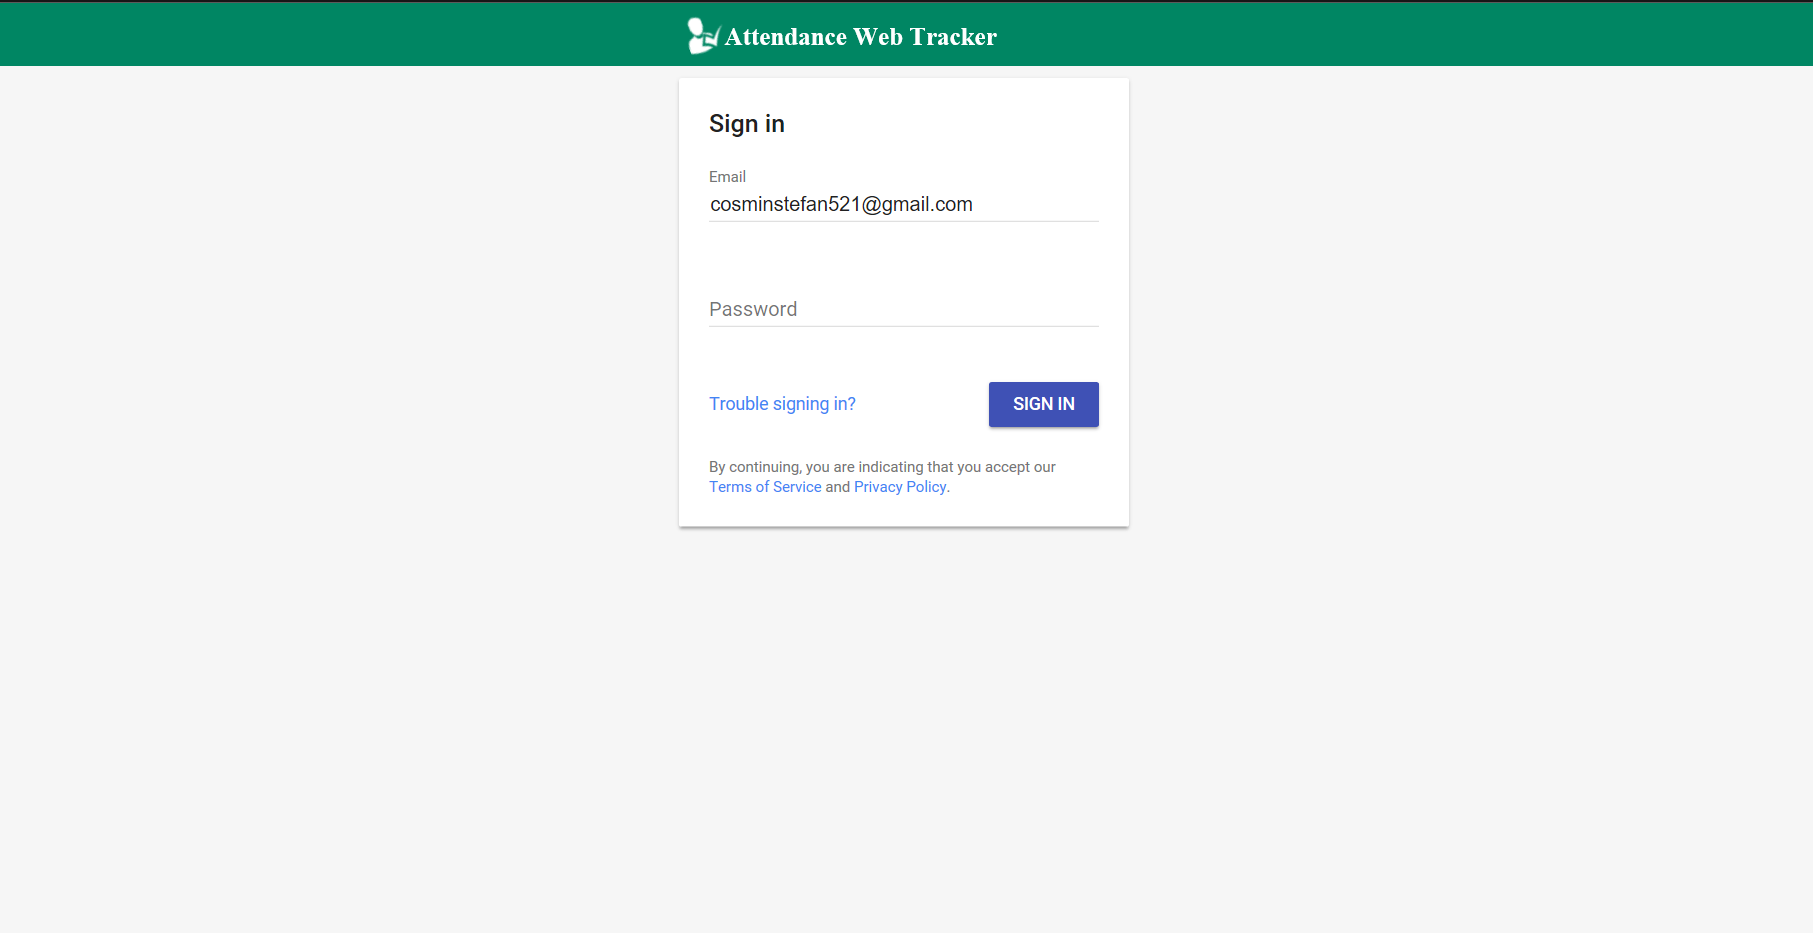 Attendance Web Tracker
Sign in
Email
cosminstefan521@gmail.com
Password
Trouble signing in?
SIGN IN
By continuing, you are indicating that you accept our
Terms of Service and Privacy Policy.